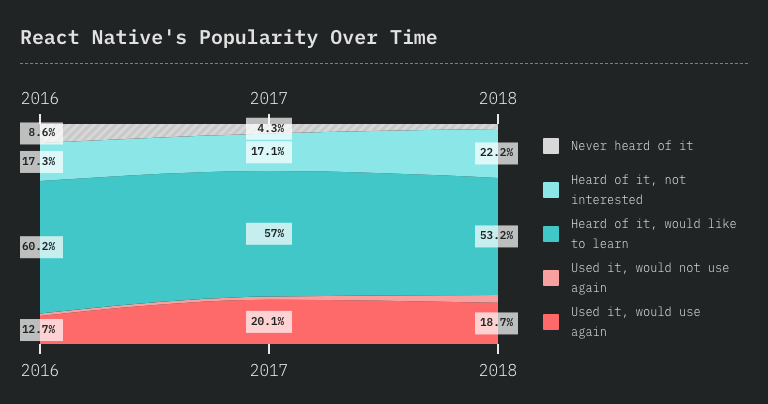 React Native's Popularity Over Time
2016 2017 2018
8.6% 4.3%
17.3% 17.1% 22.2%
60.2% 57% 53.2%
12.7% 20.1% 18.7%
2016 2017 2018
Never heard of it
Heard of it, not
interested
Heard of it, would like
to learn
Used it, would not use
again
Used it, would use
again